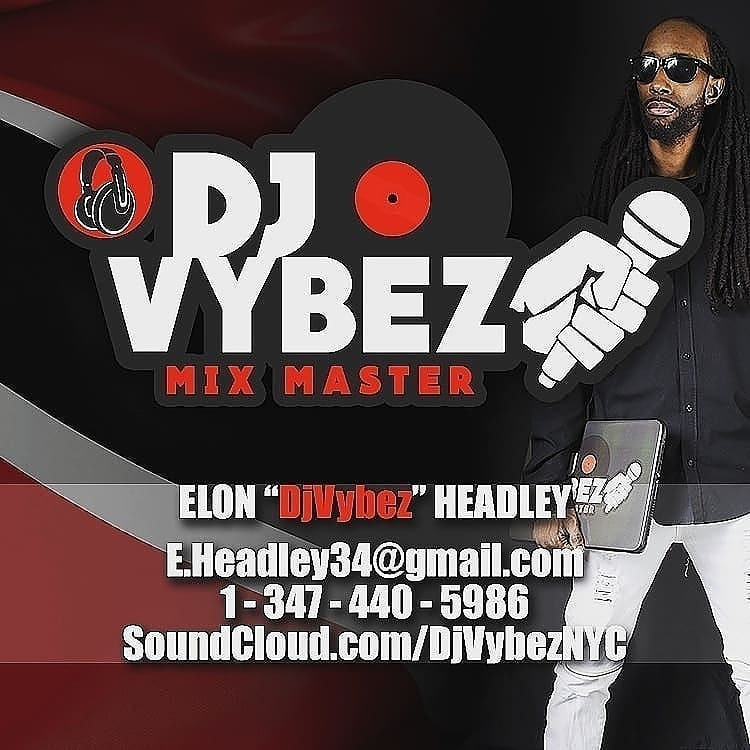 DJ
VYBEZ
MIX MASTER
ELON “DjVybez” HEADLEY
E.Headley34@gmail.com
1 - 347 - 440 - 5986
SoundCloud.com/DjVybezNYC